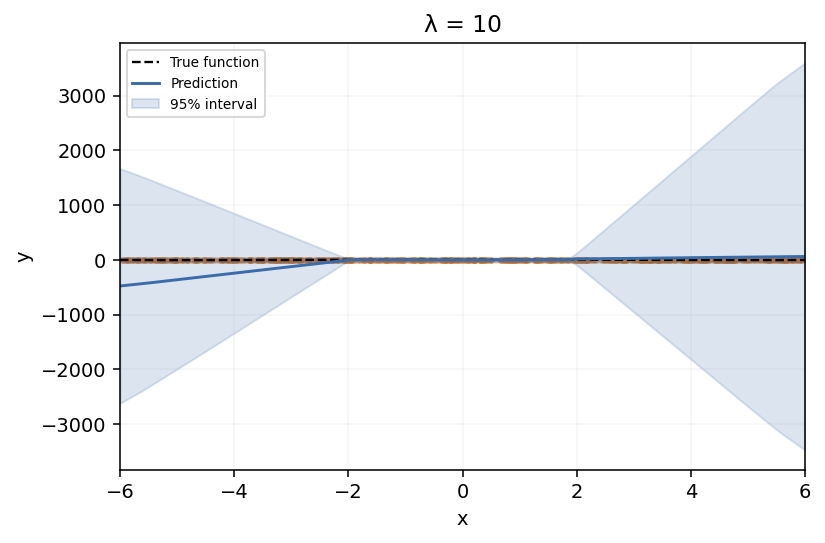 λ = 10
True function
Prediction
95% interval
3000
2000
1000
0
−1000
−2000
−3000
y
−6 −4 −2 0 2 4 6
x